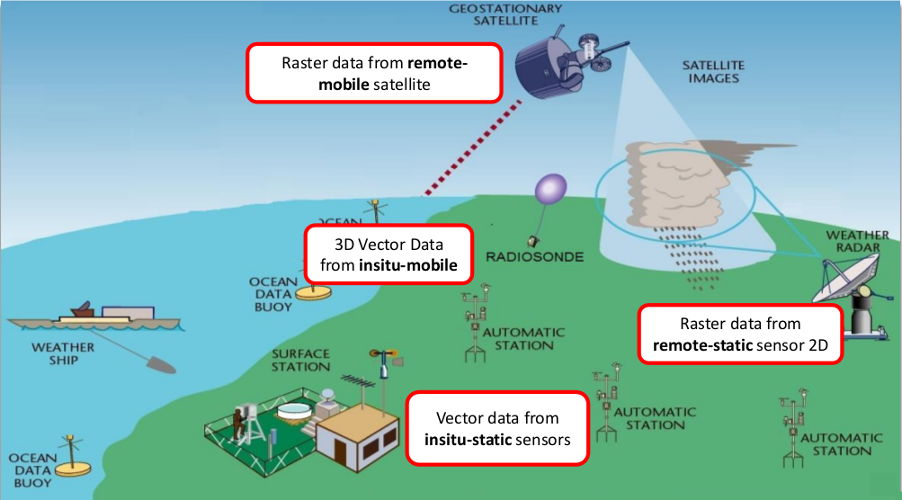 GEOSTATIONARY
SATELLITE
Raster data from remote-
mobile satellite
SATELLITE
IMAGES
OCEAN
3D Vector Data
from insitu-mobile
RADIOSONDE
WEATHER
RADAR
OCEAN
DATA
BUOY
Raster data from
remote-static sensor 2D
WEATHER
SHIP
AUTOMATIC
STATION
SURFACE
STATION
Vector data from
insitu-static sensors
AUTOMATIC
STATION
AUTOMATIC
STATION
OCEAN
DATA
BUOY